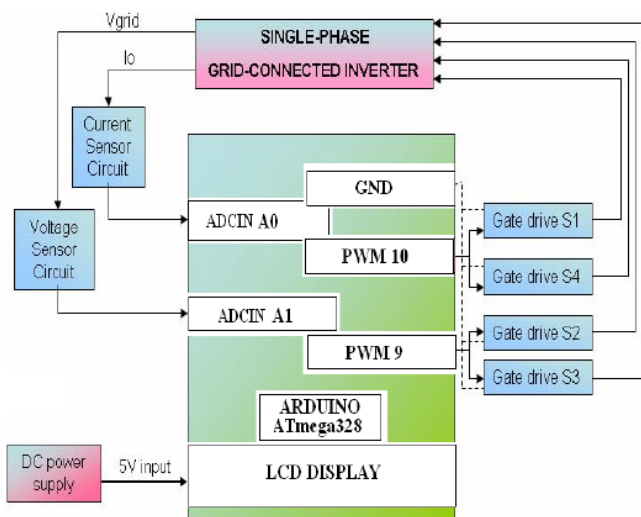 Vgrid
SINGLE-PHASE
GRID-CONNECTED INVERTER
Io
Current
Sensor
Circuit
Voltage
Sensor
Circuit
GND
ADCIN A0
PWM 10
ADCIN A1
PWM 9
Gate drive S1
Gate drive S4
Gate drive S2
Gate drive S3
ARDUINO
ATmega328
DC power
supply
5V input
LCD DISPLAY